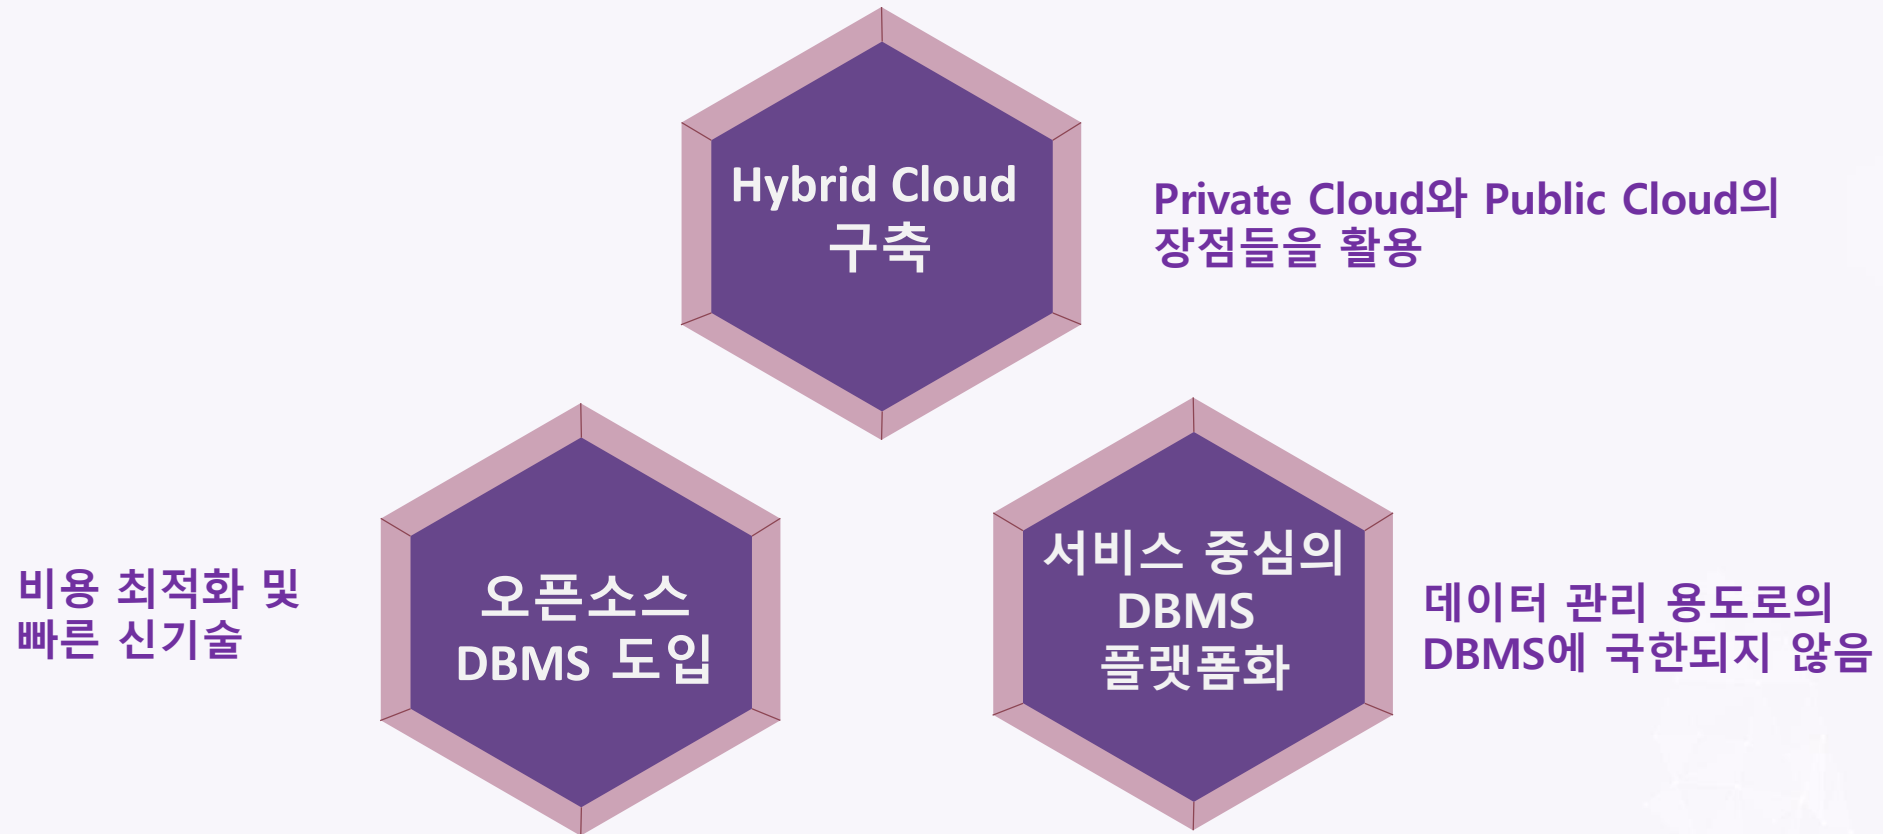 Hybrid Cloud
구축
Private Cloud와 Public Cloud의
장점들을 활용
비용 최적화 및
빠른 신기술
오픈소스
DBMS 도입
서비스 중심의
DBMS
플랫폼화
데이터 관리 용도로의
DBMS에 국한되지 않음